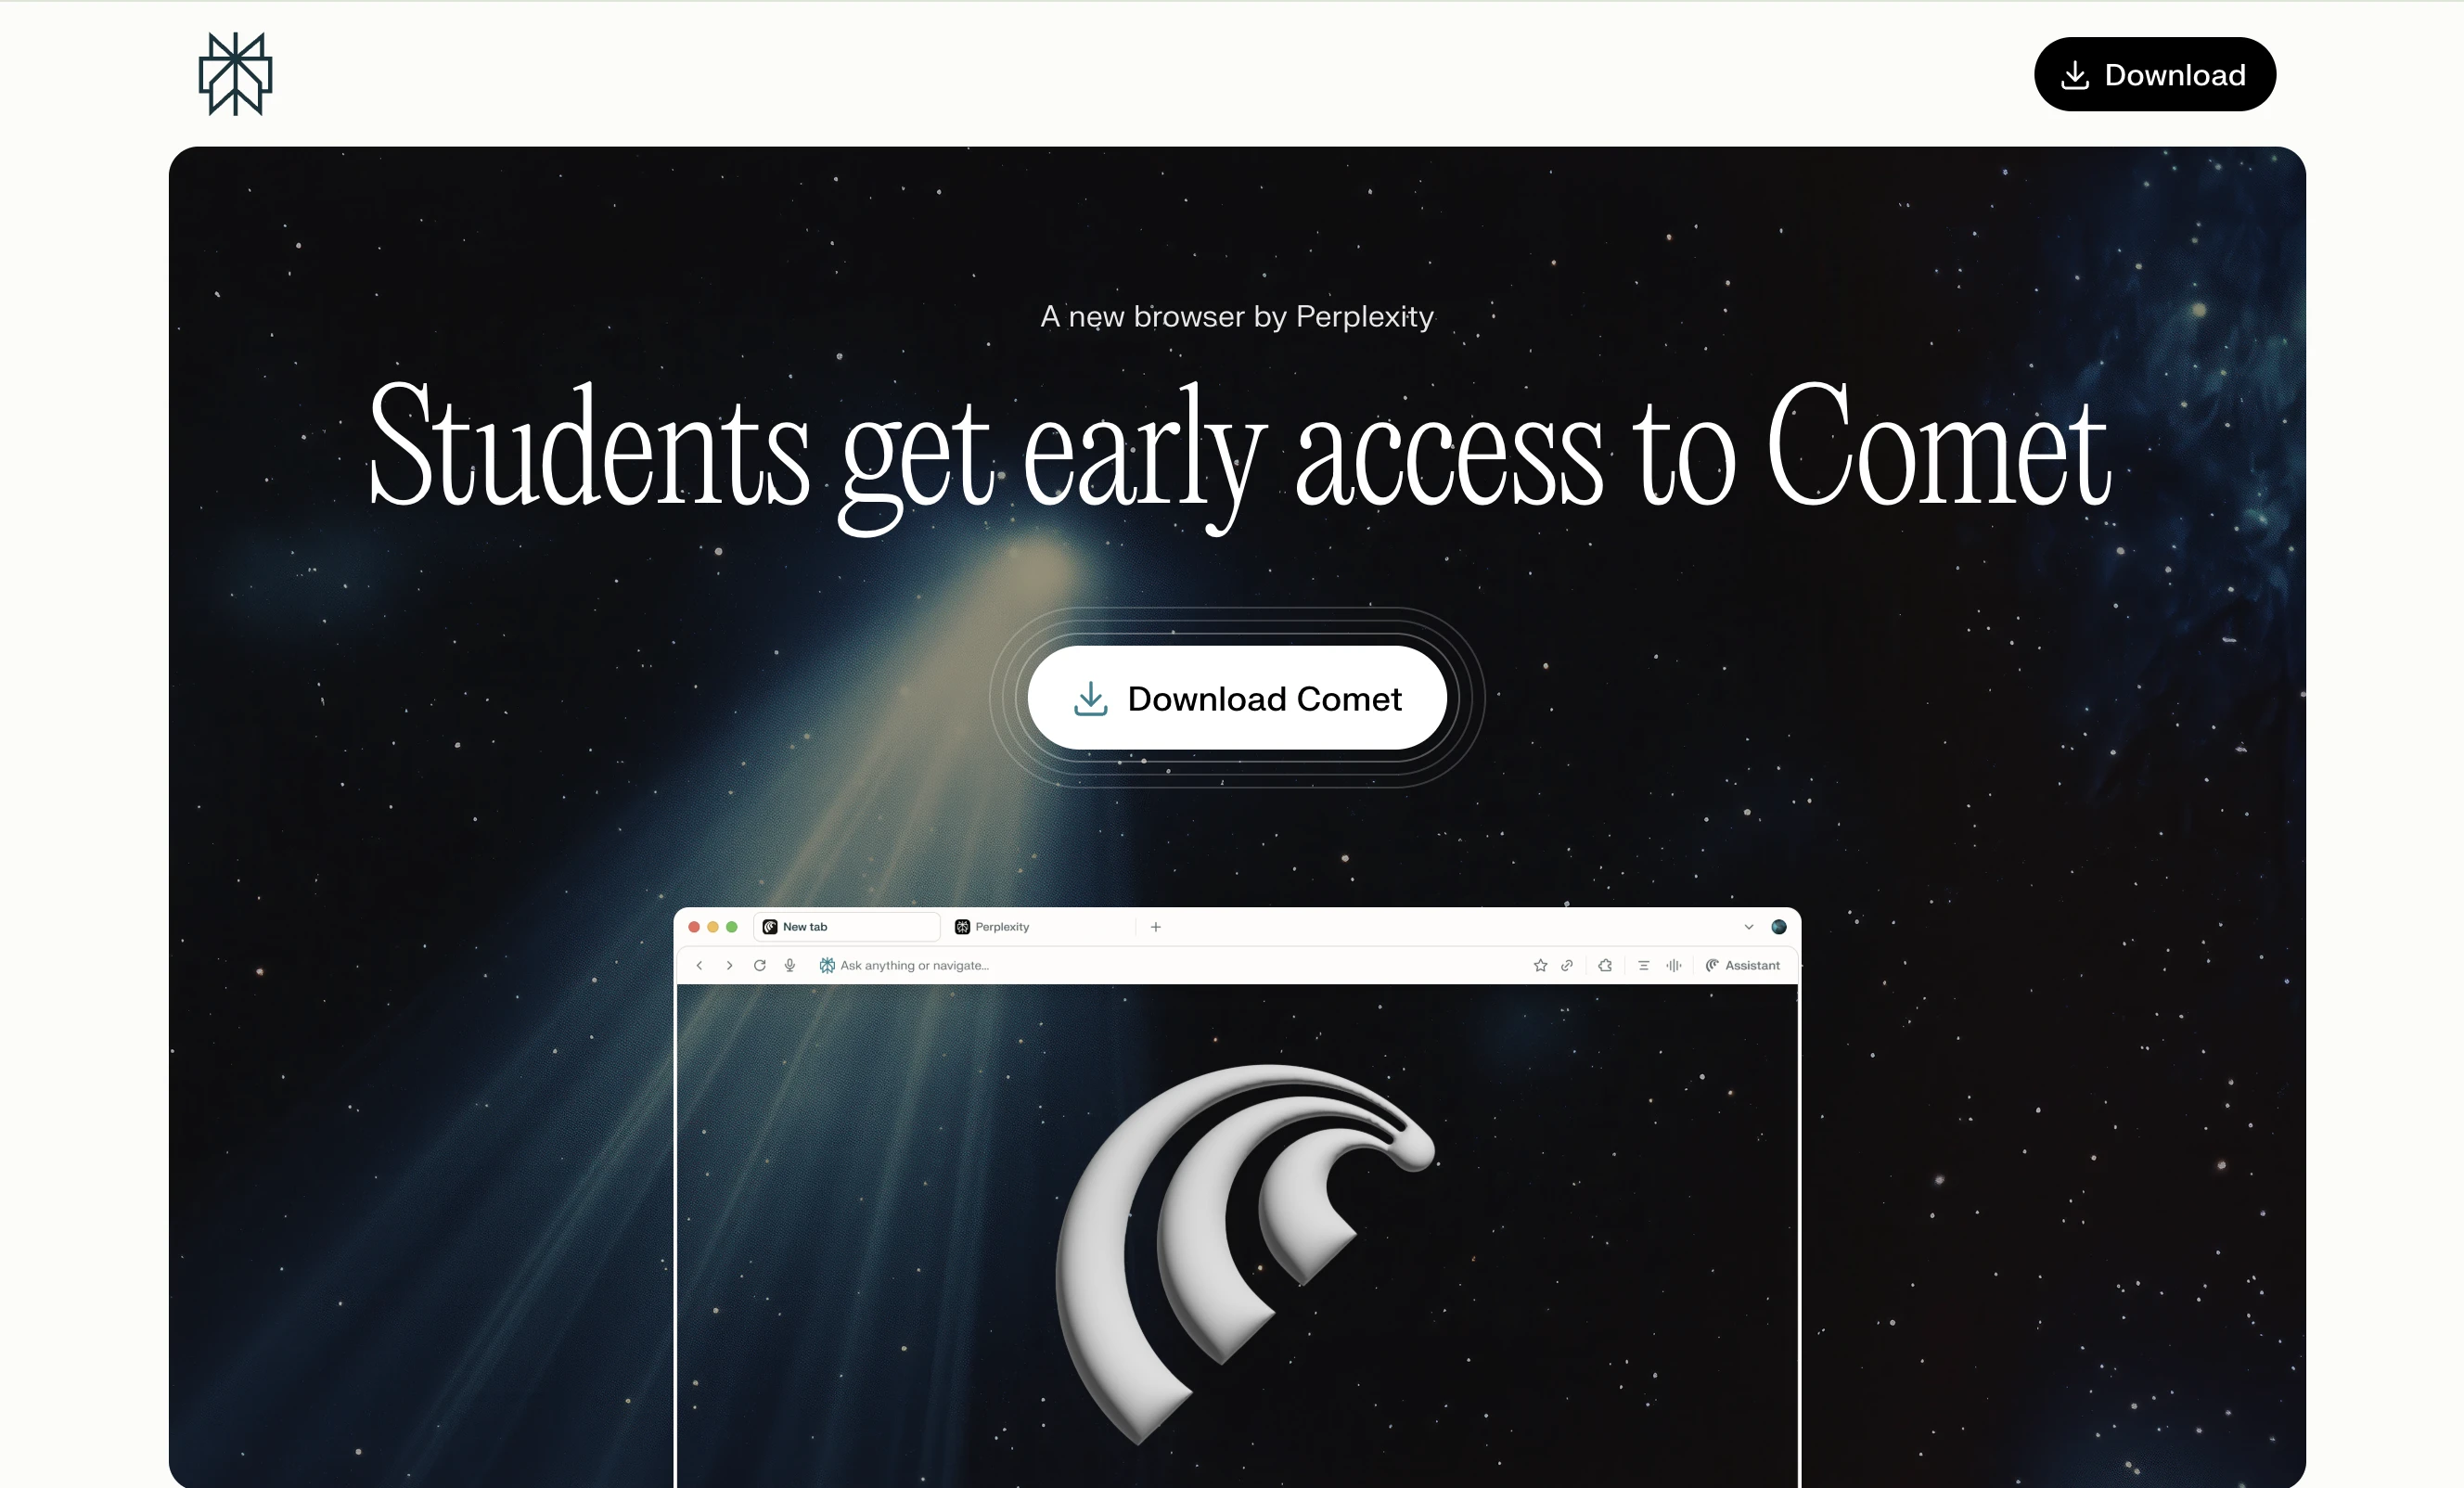 Download
A new browser by Perplexity
Students get early access to Comet
Download Comet
New tab
Perplexity
Ask anything or navigate...
Assistant